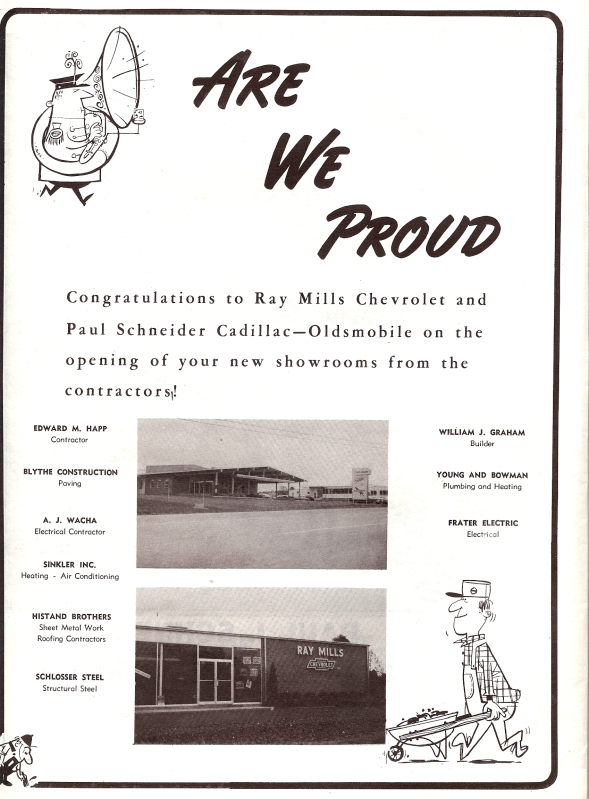 ARE
WE
PROUD
Congratulations to Ray Mills Chevrolet and
Paul Schneider Cadillac—Oldsmobile on the
opening of your new showrooms from the
contractors!
EDWARD M. HAPP
Contractor
BLYTHE CONSTRUCTION
Paving
A. J. WACHA
Electrical Contractor
SINKLER INC.
Heating - Air Conditioning
HISTAND BROTHERS
Sheet Metal Work
Roofing Contractors
SCHLOSSER STEEL
Structural Steel
WILLIAM J. GRAHAM
Builder
YOUNG AND BOWMAN
Plumbing and Heating
FRATER ELECTRIC
Electrical
RAY MILLS
CHEVROLET